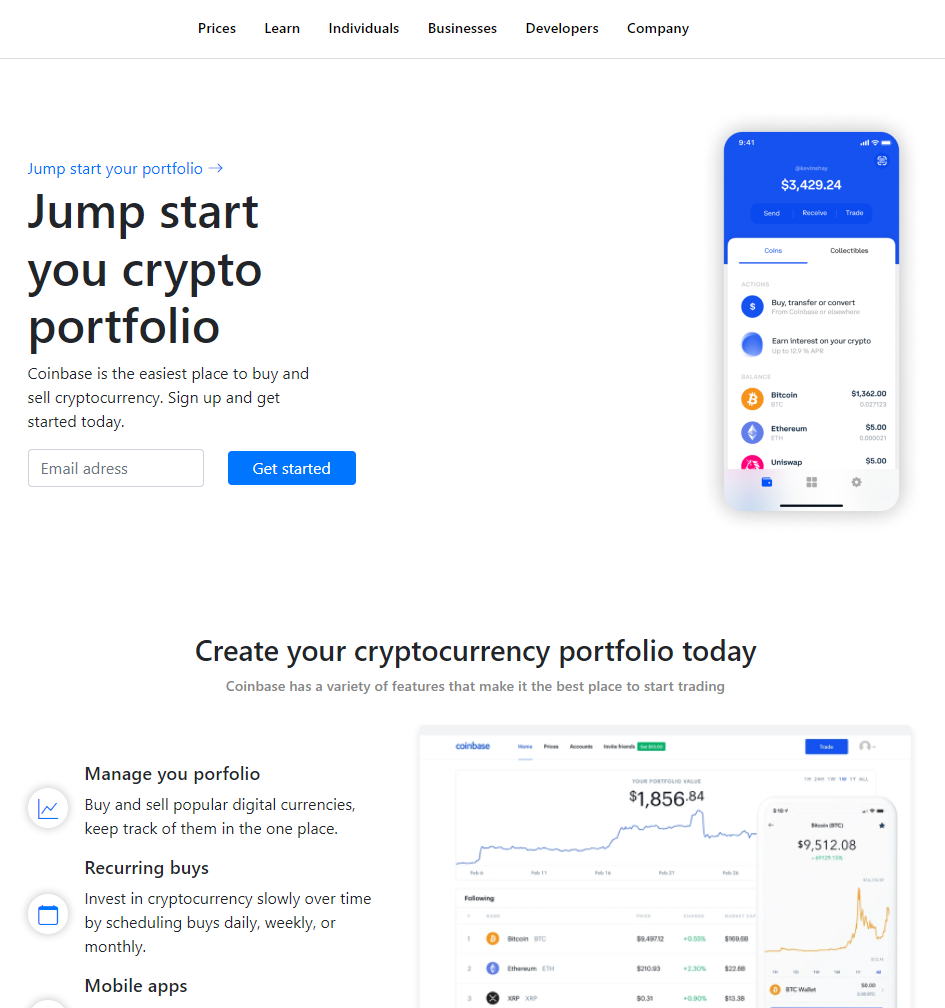 Prices Learn Individuals Businesses Developers Company
Jump start your portfolio →
Jump start
you crypto
portfolio
Coinbase is the easiest place to buy and
sell cryptocurrency. Sign up and get
started today.
Email adress Get started
9:41
@kevinshay
$3,429.24
Send Receive Trade
Coins Collectibles
ACTIONS
Buy, transfer or convert
From Coinbase or elsewhere
Earn interest on your crypto
Up to 12.9 % APR
BALANCE
Bitcoin $1,362.00
BTC 0.027123
Ethereum $5.00
ETH 0.000021
Uniswap $5.00
Create your cryptocurrency portfolio today
Coinbase has a variety of features that make it the best place to start trading
Manage you porfolio
Buy and sell popular digital currencies,
keep track of them in the one place.
Recurring buys
Invest in cryptocurrency slowly over time
by scheduling buys daily, weekly, or
monthly.
Mobile apps
coinbase Home Prices Accounts Invite friends Trade
YOUR PORTFOLIO VALUE
$1,856.84
1H 24H 1W 1M 1Y ALL
Feb 6 Feb 11 Feb 16 Feb 21 Feb 26
Following
# NAME PRICE CHANGE MARKET CAP
1 Bitcoin BTC $9,497.12 +0.53% $169.6B
2 Ethereum ETH $210.93 +2.30% $22.8B
3 XRP XRP $0.31 +0.90% $13.3B
Bitcoin (BTC)
$9,512.08
1H 1D 1W 1M 1Y All
BTC Wallet $0.00